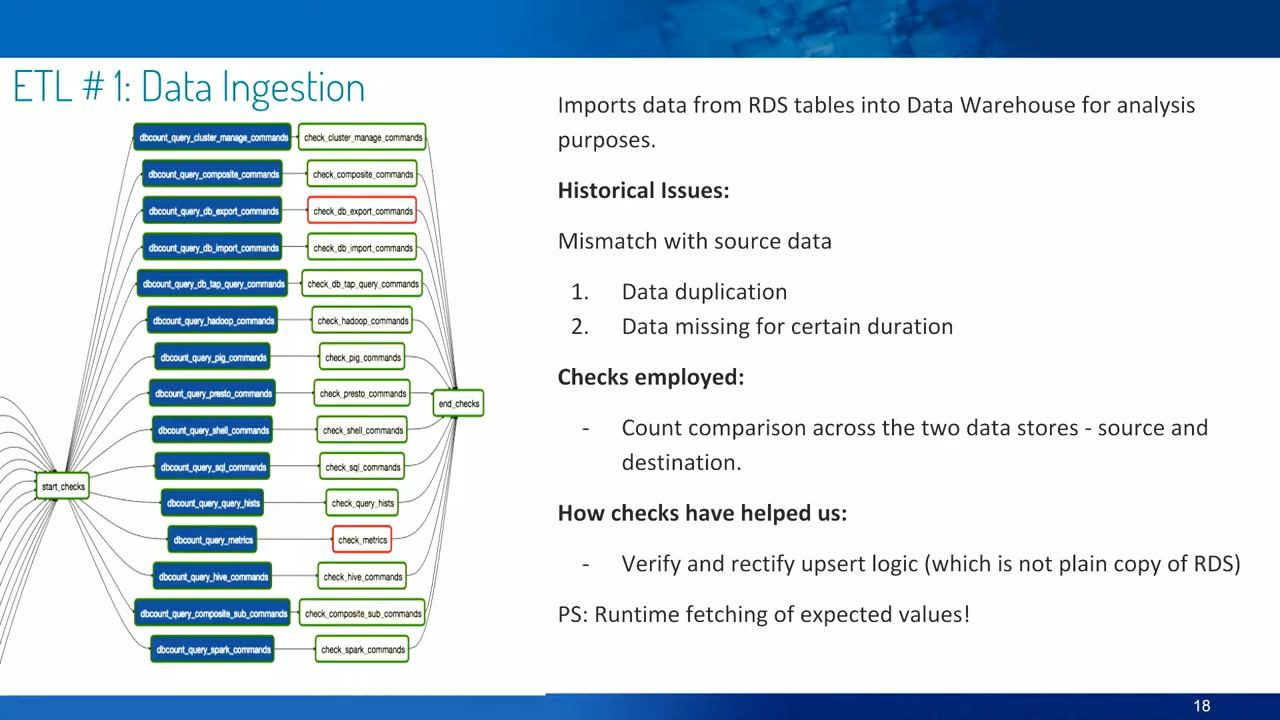 ETL # 1: Data Ingestion
dbcount_query_cluster_manage_commands
check_cluster_manage_commands
dbcount_query_composite_commands
check_composite_commands
dbcount_query_db_export_commands
check_db_export_commands
dbcount_query_db_import_commands
check_db_import_commands
dbcount_query_db_tap_query_commands
check_db_tap_query_commands
dbcount_query_hadoop_commands
check_hadoop_commands
dbcount_query_pig_commands
check_pig_commands
dbcount_query_presto_commands
check_presto_commands
end_checks
dbcount_query_shell_commands
check_shell_commands
dbcount_query_sql_commands
check_sql_commands
start_checks
dbcount_query_query_hists
check_query_hists
dbcount_query_metrics
check_metrics
dbcount_query_hive_commands
check_hive_commands
dbcount_query_composite_sub_commands
check_composite_sub_commands
dbcount_query_spark_commands
check_spark_commands
Imports data from RDS tables into Data Warehouse for analysis
purposes.
Historical Issues:
Mismatch with source data
1. Data duplication
2. Data missing for certain duration
Checks employed:
- Count comparison across the two data stores - source and
destination.
How checks have helped us:
- Verify and rectify upsert logic (which is not plain copy of RDS)
PS: Runtime fetching of expected values!
18